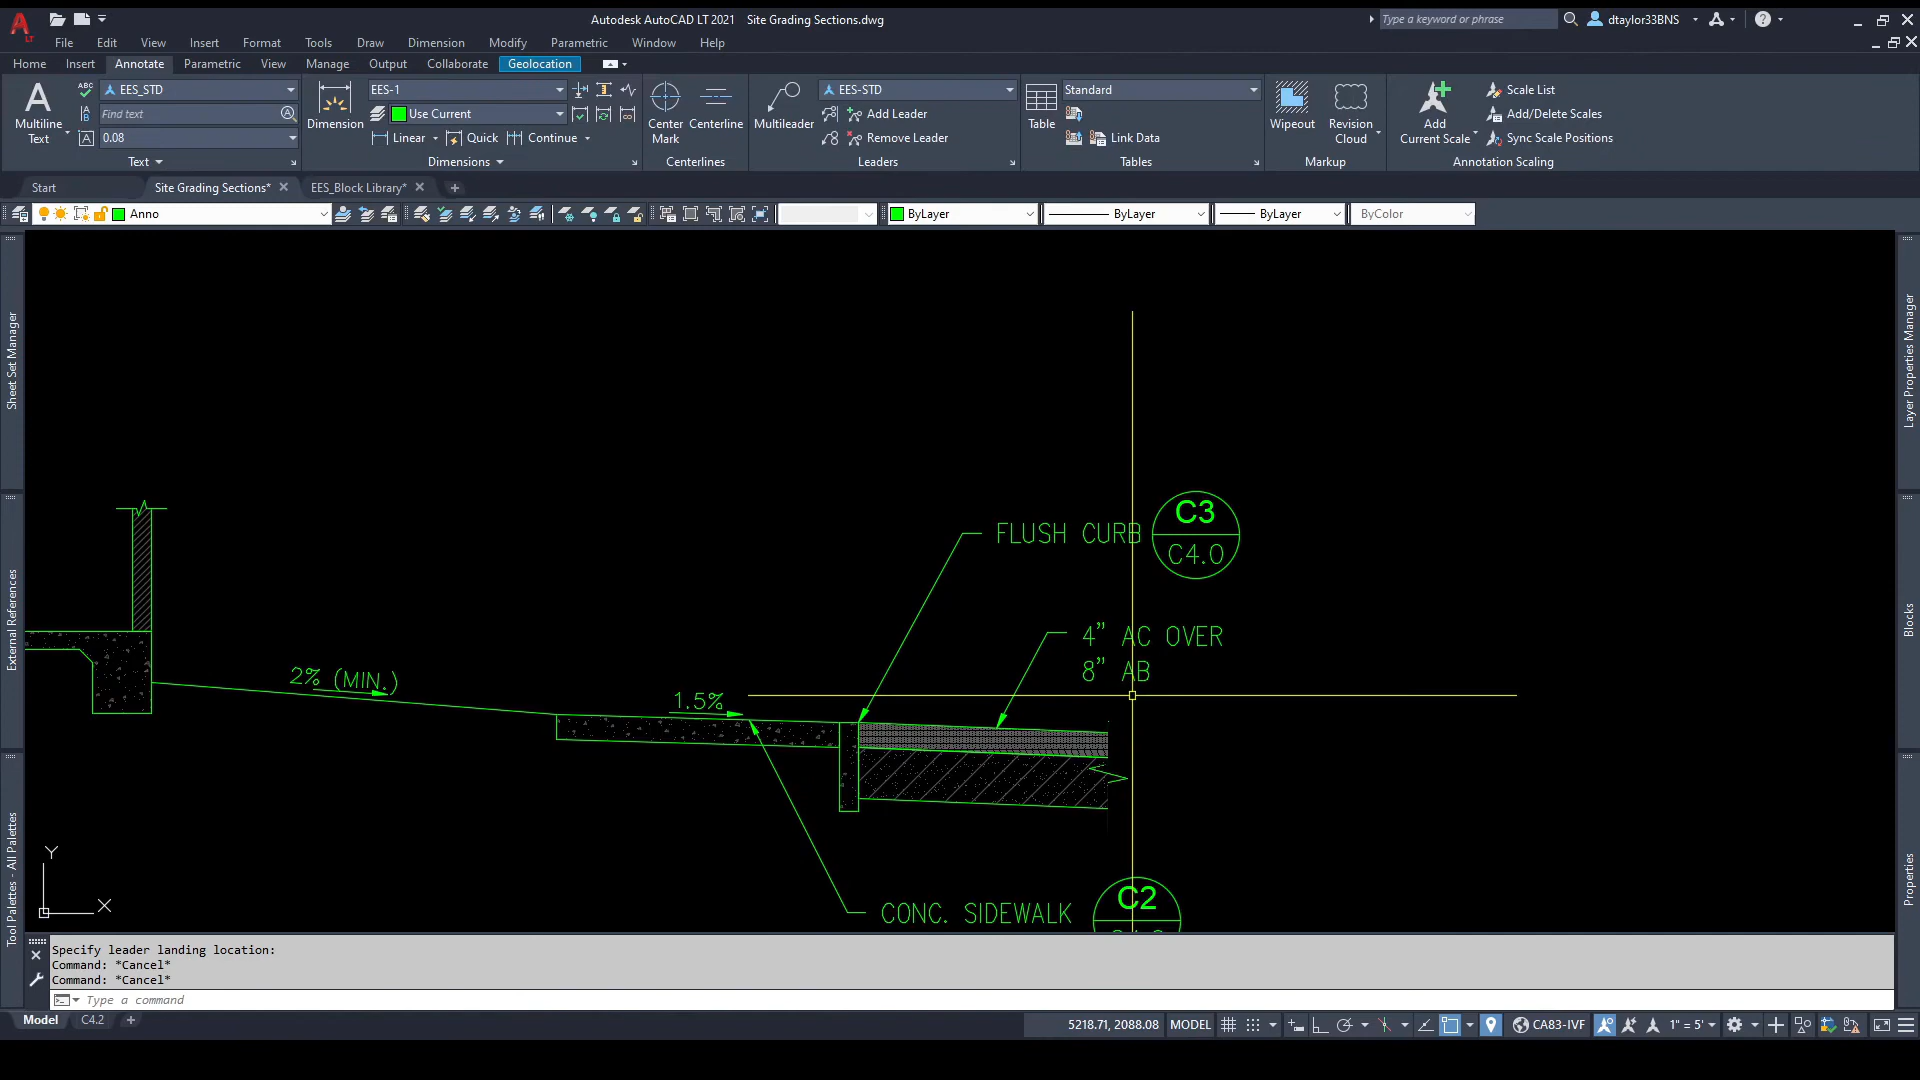 Autodesk AutoCAD LT 2021 Site Grading Sections.dwg
Type a keyword or phrase
dtaylor33BNS
LT
File Edit View Insert Format Tools Draw Dimension Modify Parametric Window Help
Home Insert Annotate Parametric View Manage Output Collaborate Geolocation
Multiline Text
EES_STD
Find text
0.08
Text
Dimension
EES-1
Use Current
Linear Quick Continue
Dimensions
Center Mark
Centerline
Centerlines
Multileader
EES-STD
Add Leader
Remove Leader
Leaders
Table
Standard
Link Data
Tables
Wipeout
Revision Cloud
Markup
Add Current Scale
Scale List
Add/Delete Scales
Sync Scale Positions
Annotation Scaling
Start Site Grading Sections* EES_Block Library*
Anno ByLayer ByLayer ByLayer ByColor
Sheet Set Manager
External References
Tool Palettes - All Palettes
Layer Properties Manager
Blocks
Properties
FLUSH CURB
C3
C4.0
4" AC OVER
8" AB
2% (MIN.)
1.5%
CONC. SIDEWALK
C2
Y
X
Specify leader landing location:
Command: *Cancel*
Command: *Cancel*
Type a command
Model C4.2
5218.71, 2088.08 MODEL CA83-IVF 1" = 5'